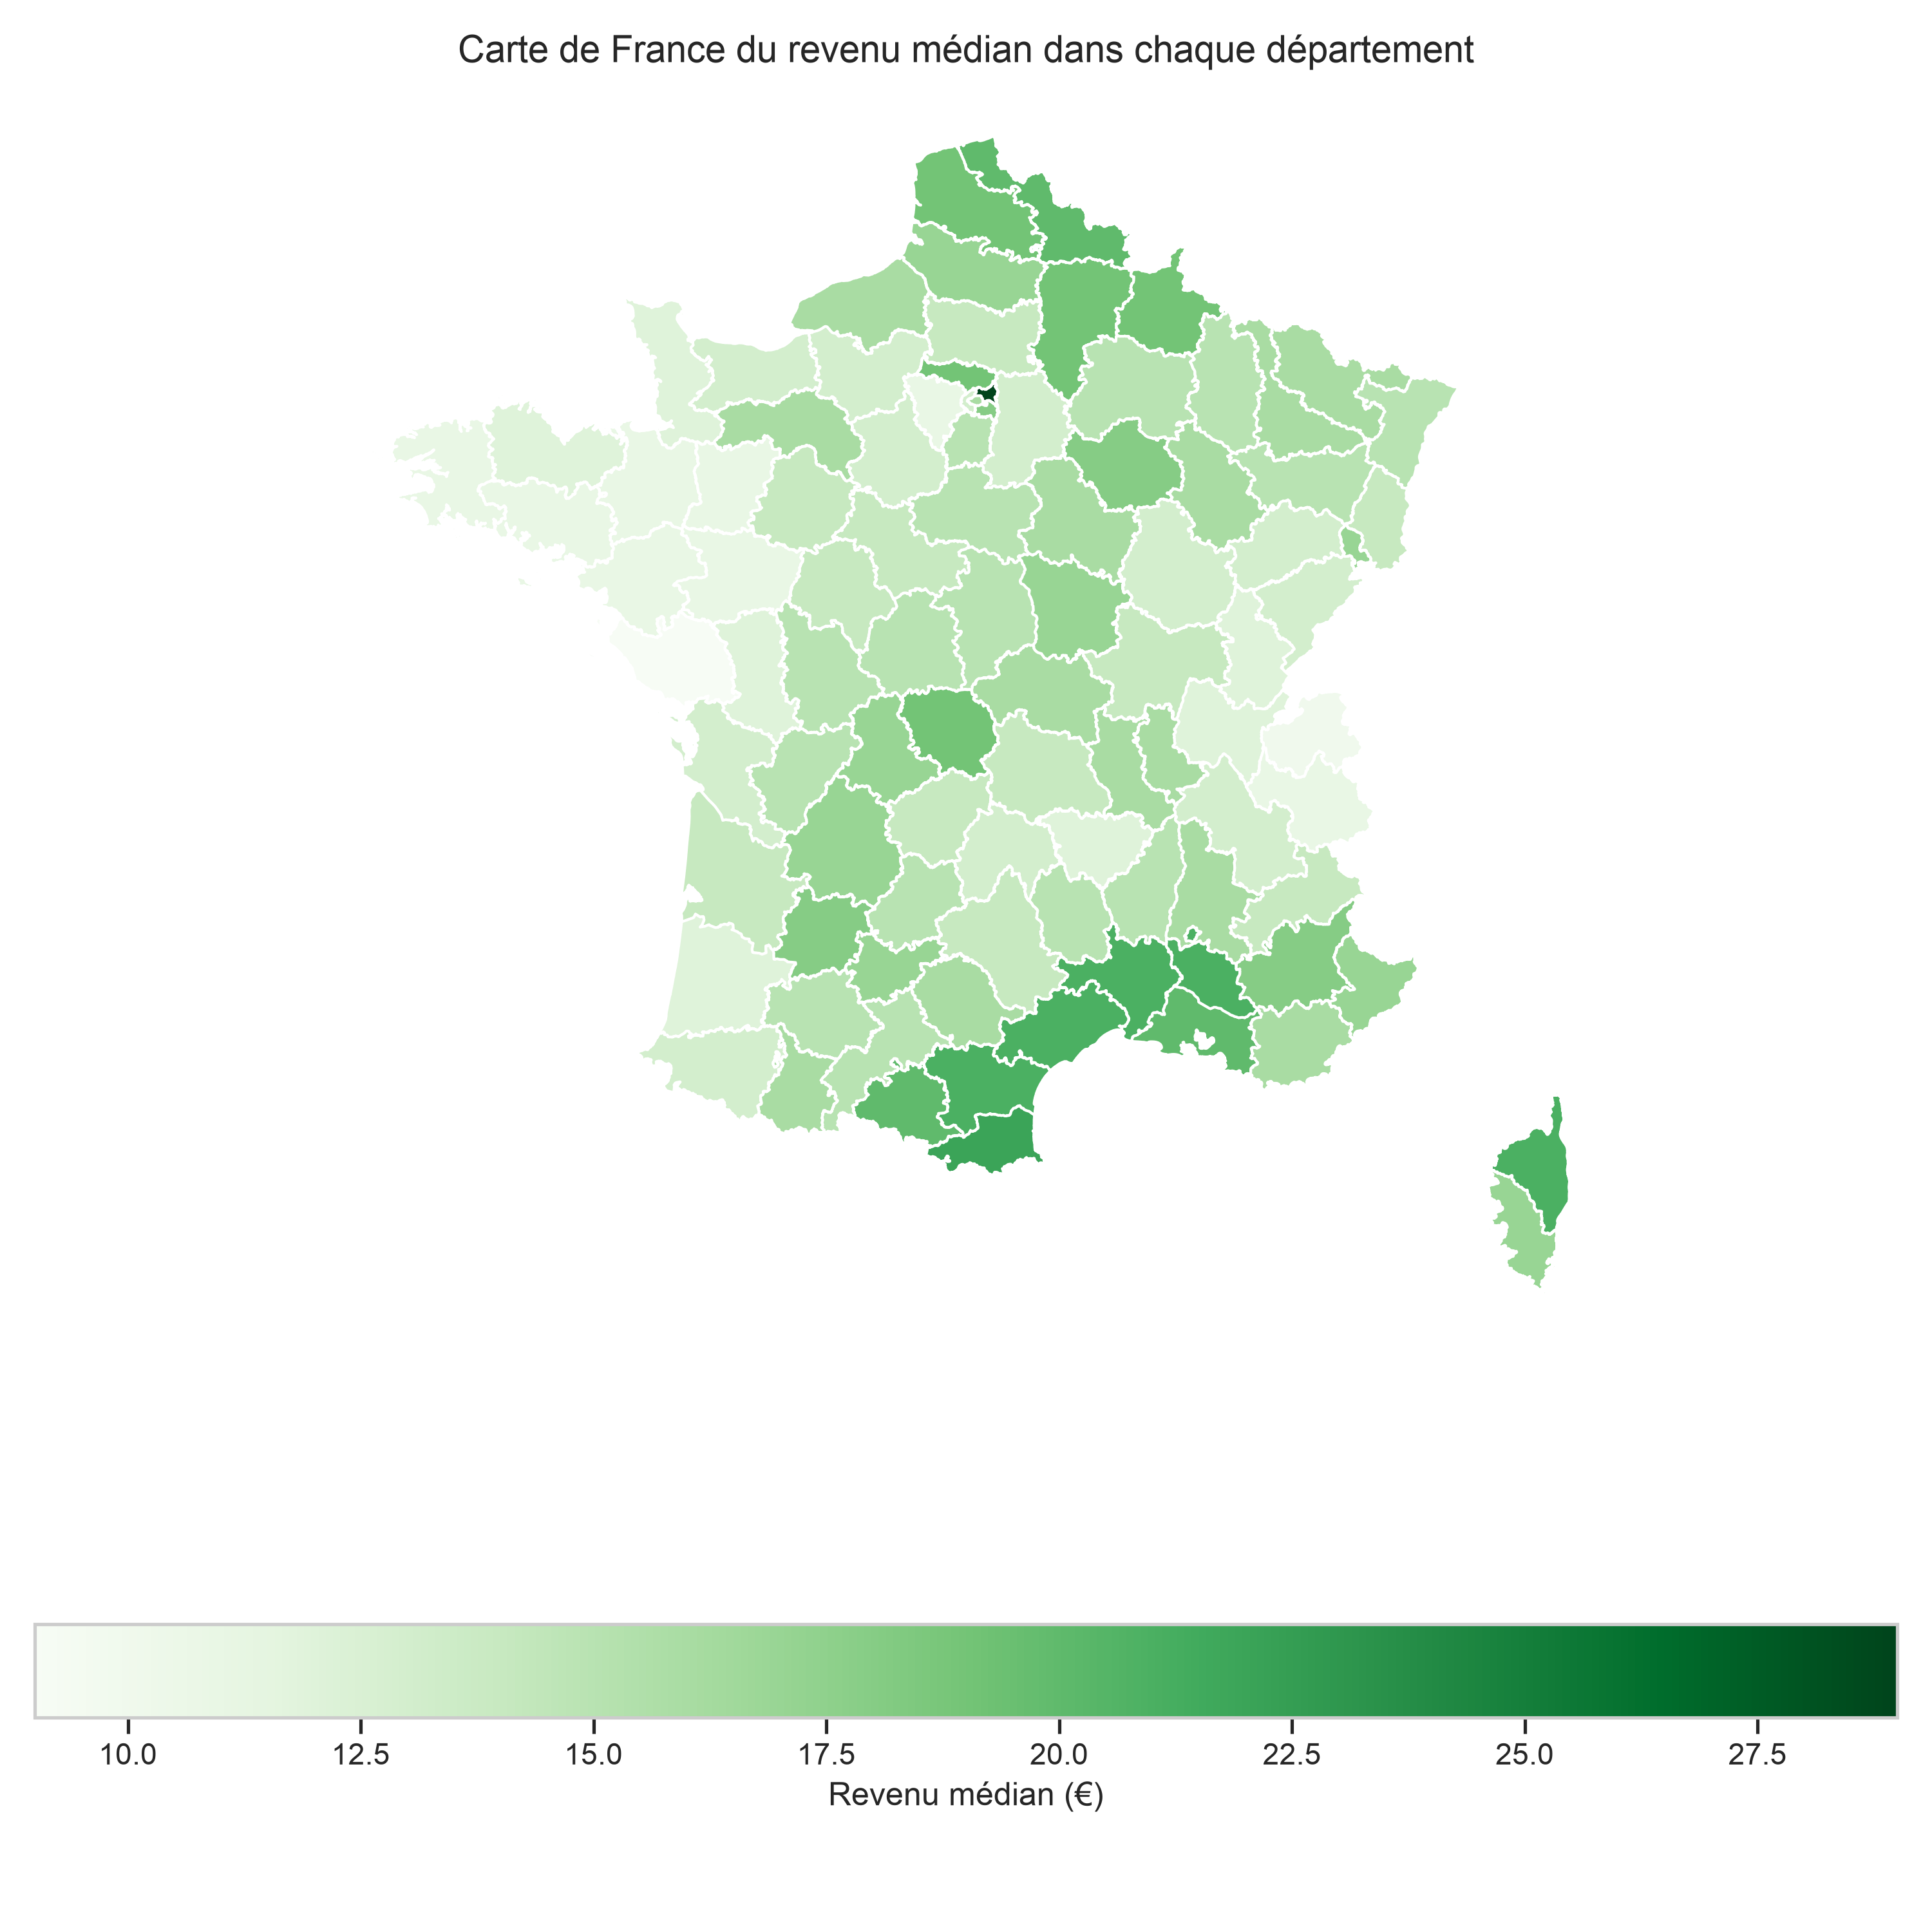 Carte de France du revenu médian dans chaque département
10.0 12.5 15.0 17.5 20.0 22.5 25.0 27.5
Revenu médian (€)